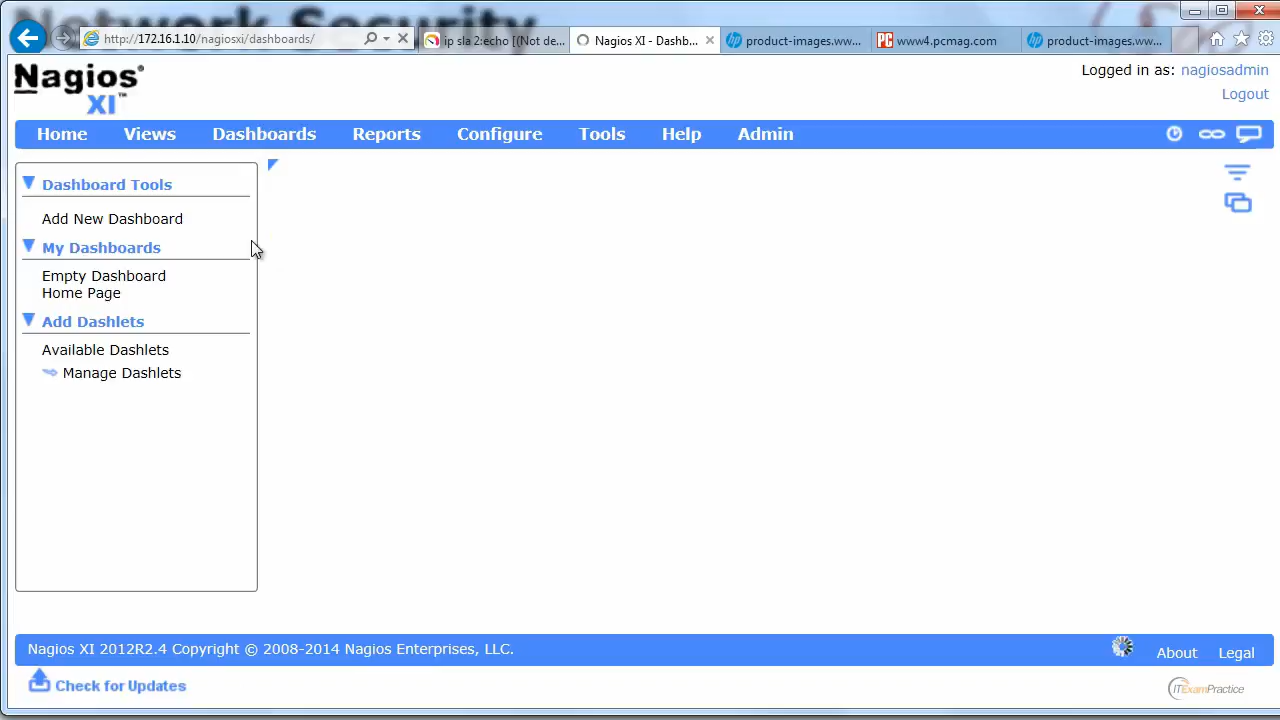 Network Security
http://172.16.1.10/nagiosxi/dashboards/
ip sla 2:echo [(Not de...
Nagios XI - Dashb...
product-images.ww...
www4.pcmag.com
product-images.ww...
Nagios®
XI™
Logged in as: nagiosadmin
Logout
Home Views Dashboards Reports Configure Tools Help Admin
Dashboard Tools
Add New Dashboard
My Dashboards
Empty Dashboard
Home Page
Add Dashlets
Available Dashlets
Manage Dashlets
Nagios XI 2012R2.4 Copyright © 2008-2014 Nagios Enterprises, LLC.
About Legal
Check for Updates
ITExamPractice